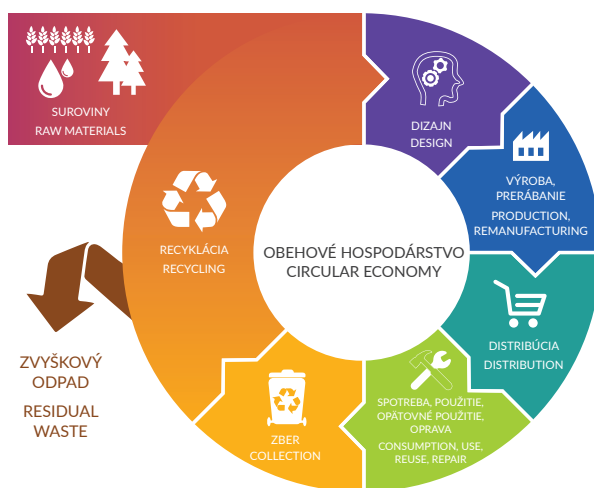 SUROVINY
RAW MATERIALS
DIZAJN
DESIGN
VÝROBA,
PRERÁBANIE
PRODUCTION,
REMANUFACTURING
RECYKLÁCIA
RECYCLING
OBEHOVÉ HOSPODÁRSTVO
CIRCULAR ECONOMY
DISTRIBÚCIA
DISTRIBUTION
ZVYŠKOVÝ
ODPAD
RESIDUAL
WASTE
SPOTREBA, POUŽITIE,
OPÄTOVNÉ POUŽITIE,
OPRAVA
CONSUMPTION, USE,
REUSE, REPAIR
ZBER
COLLECTION